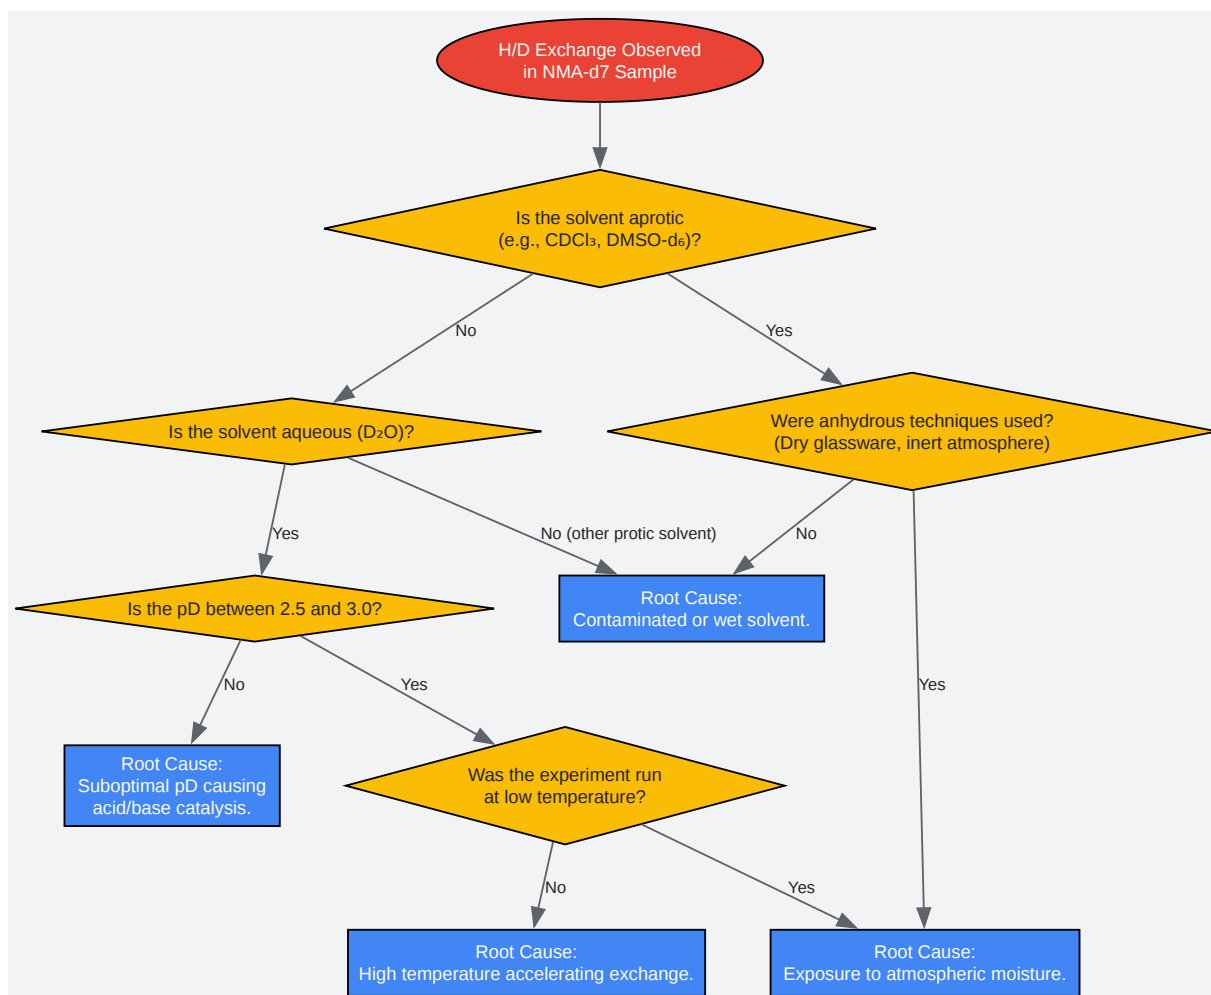 H/D Exchange Observed
in NMA-d7 Sample
Is the solvent aprotic
(e.g., CDCl₃, DMSO-d₆)?
No
Yes
Is the solvent aqueous (D₂O)?
Were anhydrous techniques used?
(Dry glassware, inert atmosphere)
Yes
No (other protic solvent)
No
Is the pD between 2.5 and 3.0?
Root Cause:
Contaminated or wet solvent.
No
Yes
Yes
Root Cause:
Suboptimal pD causing
acid/base catalysis.
Was the experiment run
at low temperature?
No
Yes
Root Cause:
High temperature accelerating exchange.
Root Cause:
Exposure to atmospheric moisture.